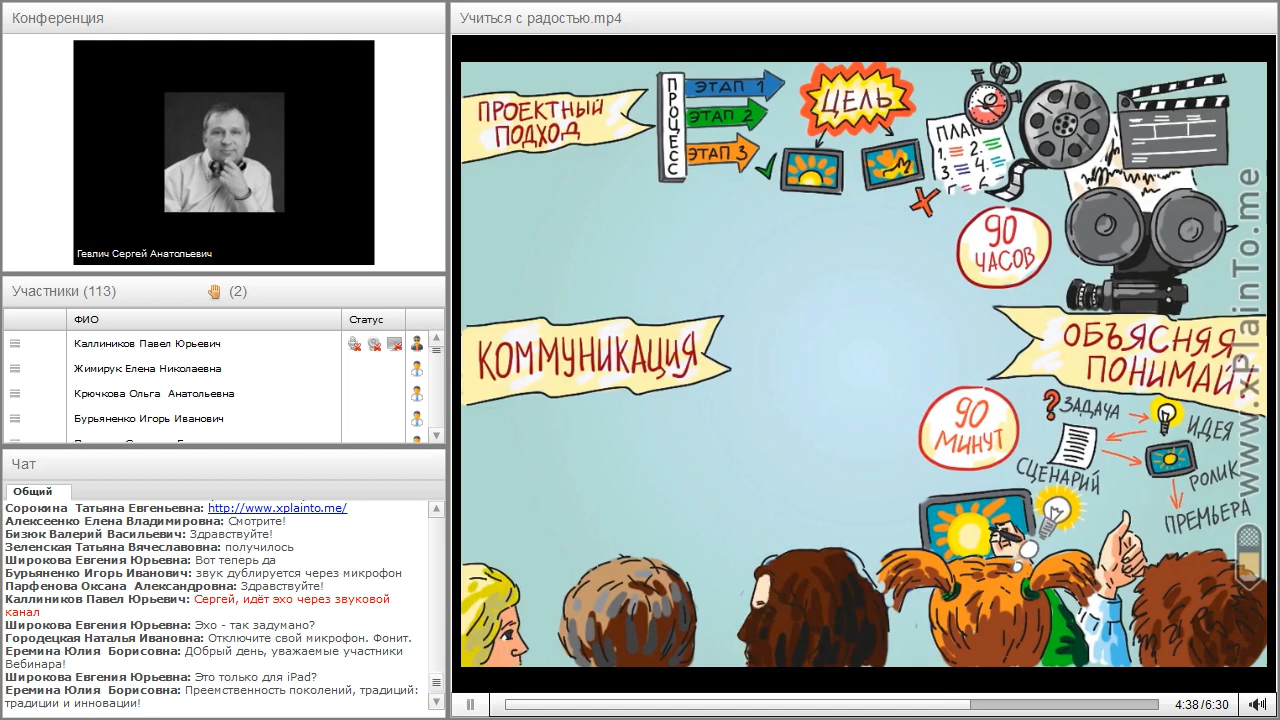 Конференция
Гевлич Сергей Анатольевич
Участники (113)
(2)
ФИО
Статус
Каллиников Павел Юрьевич
Жимирук Елена Николаевна
Крючкова Ольга Анатольевна
Бурьяненко Игорь Иванович
Чат
Общий
Сорокина Татьяна Евгеньевна: http://www.xplainto.me/
Алексеенко Елена Владимировна: Смотрите!
Бизюк Валерий Васильевич: Здравствуйте!
Зеленская Татьяна Вячеславовна: получилось
Широкова Евгения Юрьевна: Вот теперь да
Бурьяненко Игорь Иванович: звук дублируется через микрофон
Парфенова Оксана Александровна: Здравствуйте!
Каллиников Павел Юрьевич: Сергей, идёт эхо через звуковой
канал
Широкова Евгения Юрьевна: Эхо - так задумано?
Городецкая Наталья Ивановна: Отключите свой микрофон. Фонит.
Еремина Юлия Борисовна: ДОбрый день, уважаемые участники
Вебинара!
Широкова Евгения Юрьевна: Это только для iPad?
Еремина Юлия Борисовна: Преемственность поколений, традиций:
традиции и инновации!
Учиться с радостью.mp4
ПРОЕКТНЫЙ
ПОДХОД
ПРОЦЕСС
ЭТАП 1
ЭТАП 2
ЭТАП 3
ЦЕЛЬ
ПЛАН
1.
2.
3.
4.
90
ЧАСОВ
КОММУНИКАЦИЯ
ОБЪЯСНЯЯ
ПОНИМАЙ
90
МИНУТ
? ЗАДАЧА
ИДЕЯ
СЦЕНАРИЙ
РОЛИК
ПРЕМЬЕРА
www.xPlainTo.me
4:38/6:30